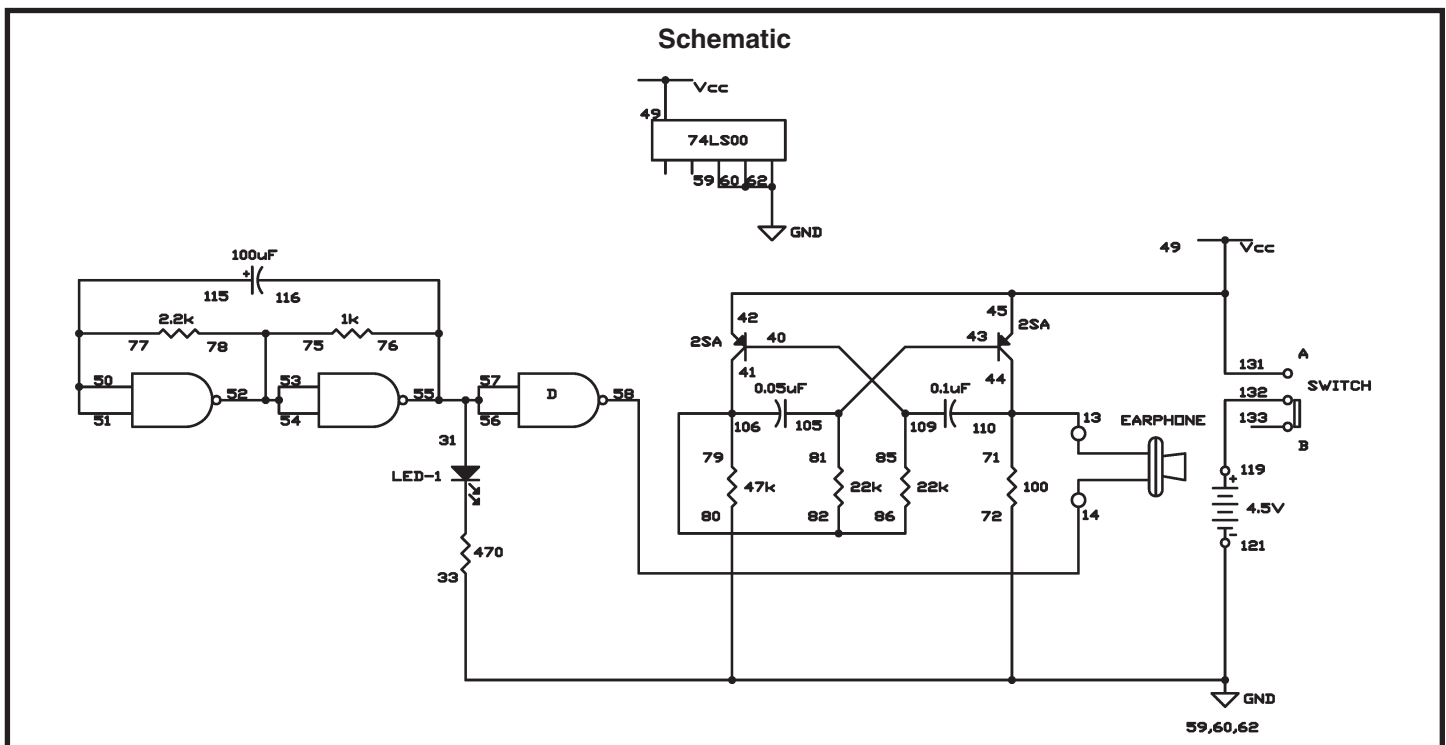 Schematic
Vcc
49
74LS00
59 60 62
GND
49 Vcc
100uF
+
115 116
2.2k 1k
77 78 75 76
50 52 53 55 57 58
51 54 56
D
31
LED-1
470
33
42 45
2SA 40 43 2SA
41 44
0.05uF 0.1uF
106 105 109 110
79 81 85 71
47k 22k 22k 100
80 82 86 72
13
EARPHONE
14
A
131
SWITCH
132
133
B
119
+
4.5V
-
121
GND
59,60,62